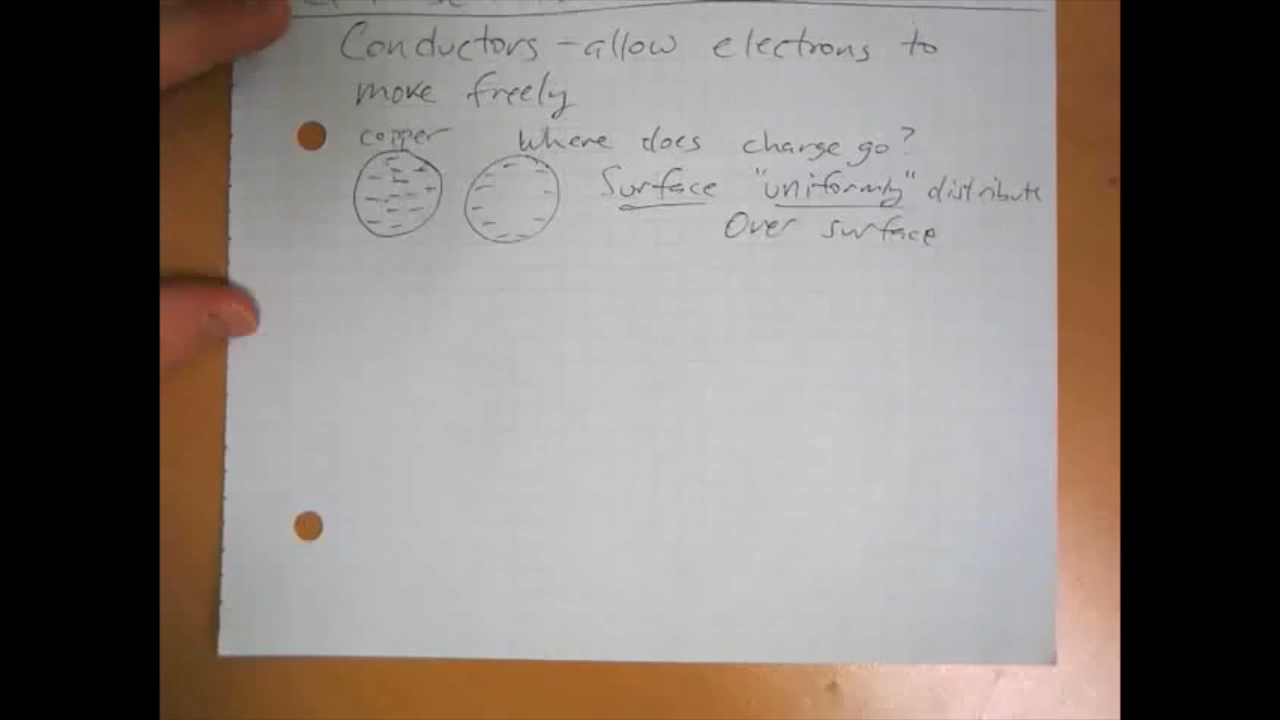 Conductors - allow electrons to
move freely
copper Where does charge go?
Surface "uniformly" distribute
Over surface